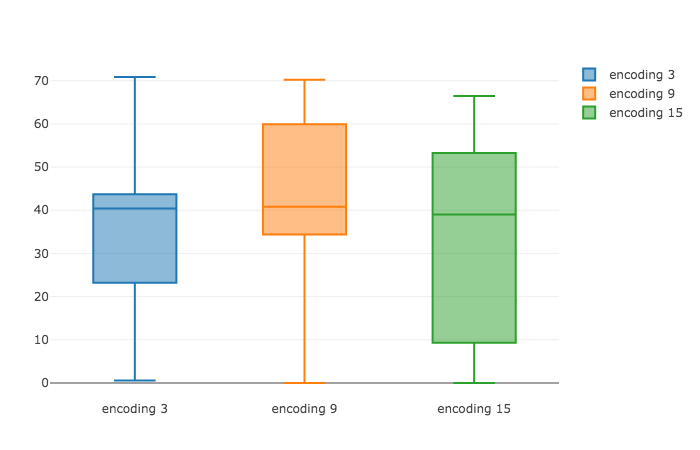 70
60
50
40
30
20
10
0
encoding 3
encoding 9
encoding 15
encoding 3
encoding 9
encoding 15